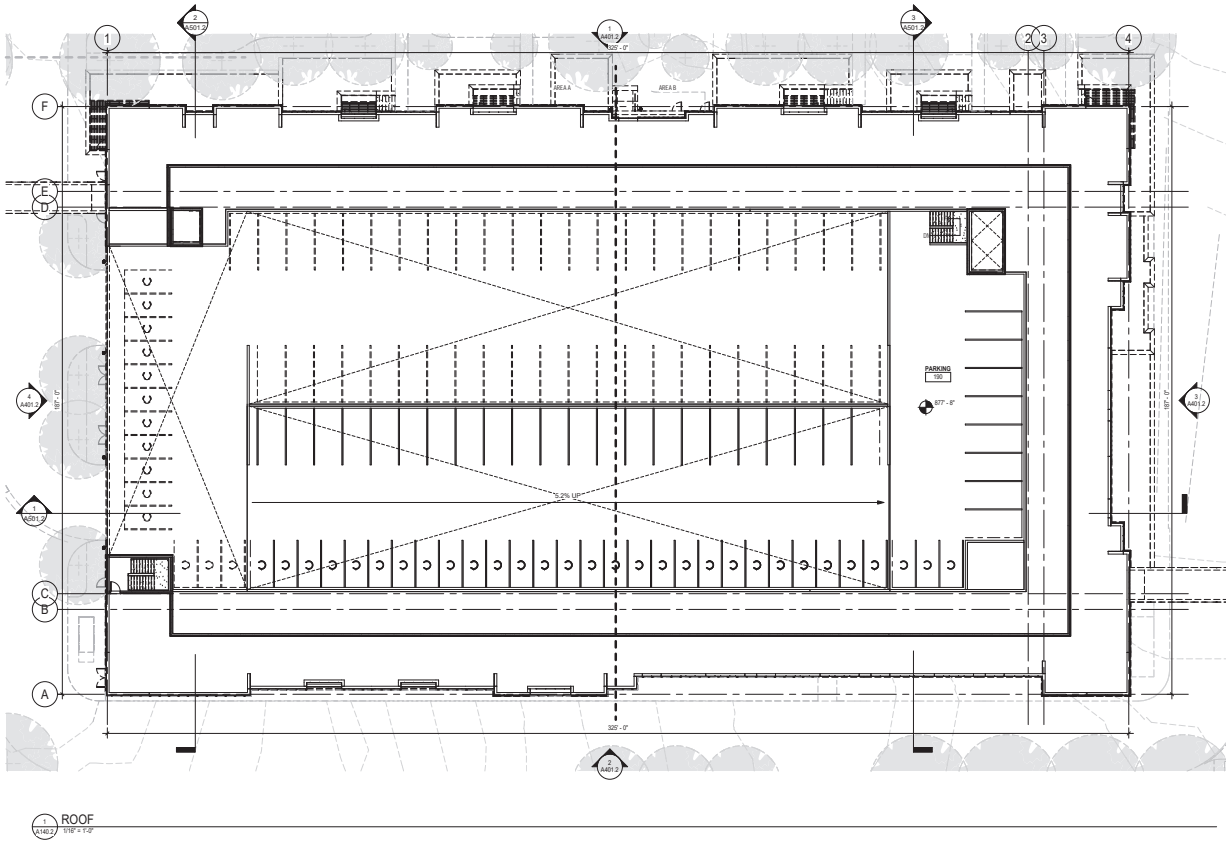 2
A501.2
1
A401.2
3
A501.2
325' - 0"
1
2
3
4
AREA A
AREA B
F
E
D
DN
PARKING
190
877' - 8"
4
A401.2
187' - 0"
3
A401.2
187' - 0"
1
A501.2
5.2% UP
C
B
A
325' - 0"
2
A401.2
1
A140.2
ROOF
1/16" = 1'-0"